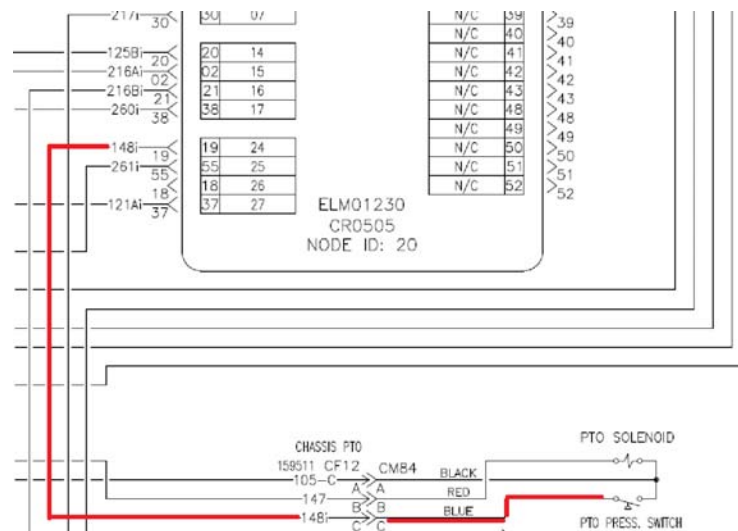 217i 30 30 07
125Bi 20 20 14
216Ai 02 02 15
216Bi 21 21 16
260i 38 38 17
148i 19 19 24
261i 55 55 25
18 18 26
121Ai 37 37 27
N/C 39 39
N/C 40 40
N/C 41 41
N/C 42 42
N/C 43 43
N/C 48 48
N/C 49 49
N/C 50 50
N/C 51 51
N/C 52 52
ELM01230
CR0505
NODE ID: 20
CHASSIS PTO
159511 CF12 CM84
105-C A A BLACK
147 B B RED
148i C C BLUE
PTO SOLENOID
PTO PRESS. SWITCH